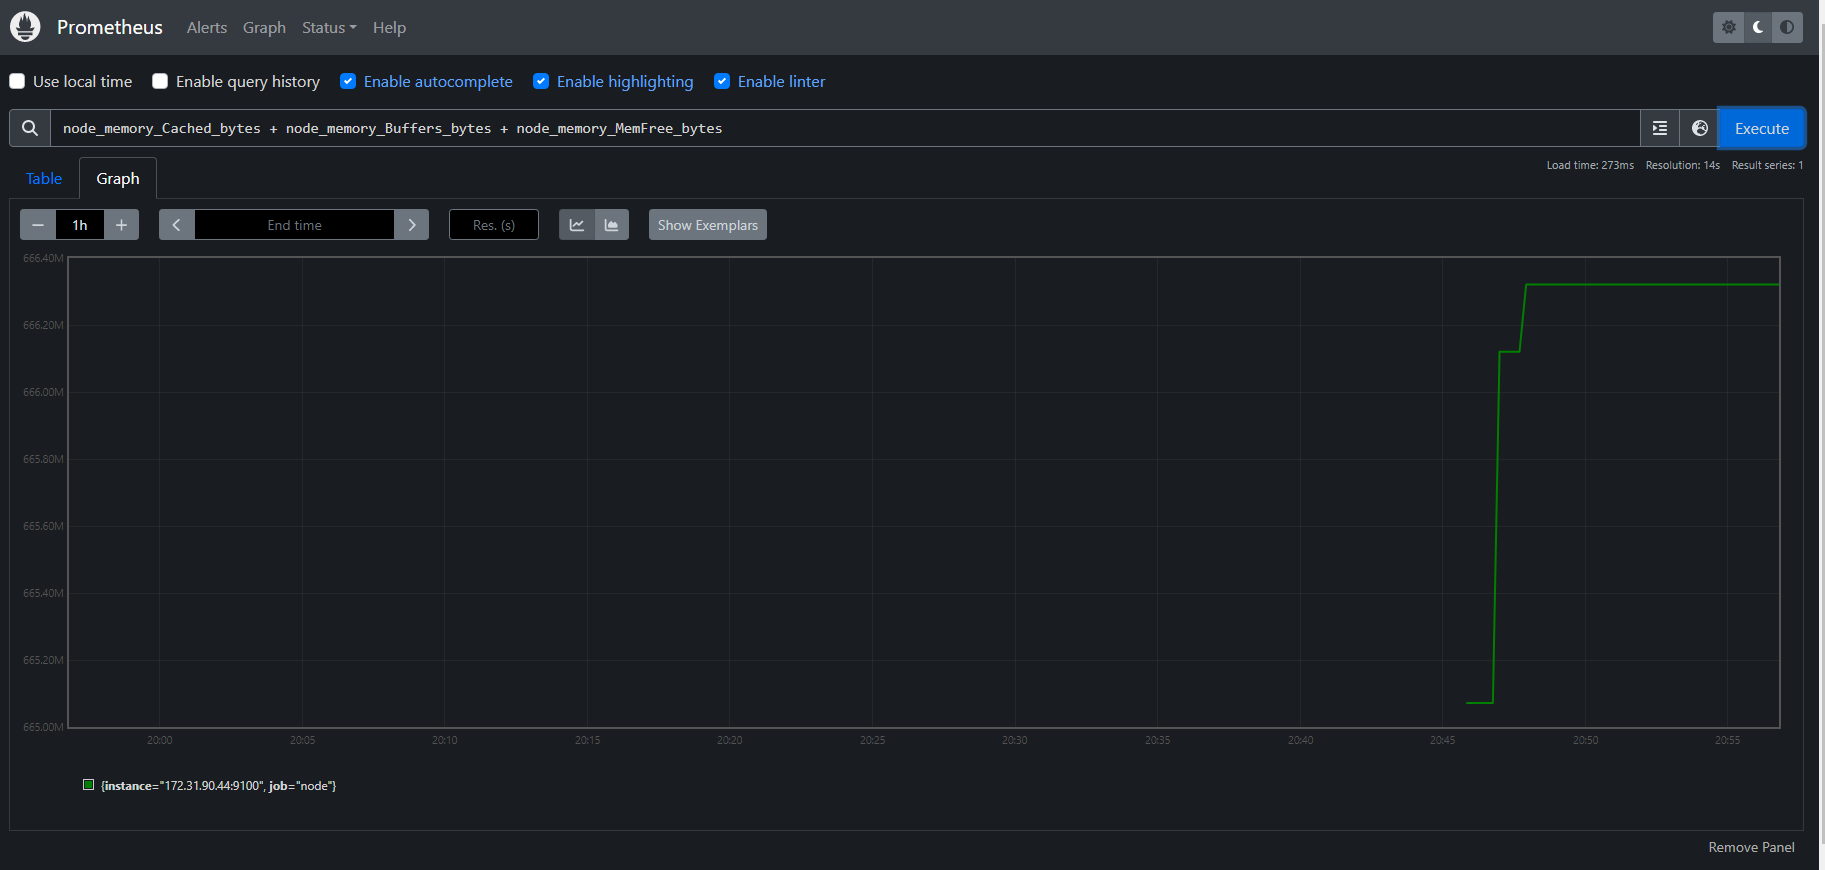 Prometheus Alerts Graph Status Help
Use local time Enable query history Enable autocomplete Enable highlighting Enable linter
node_memory_Cached_bytes + node_memory_Buffers_bytes + node_memory_MemFree_bytes Execute
Load time: 273ms Resolution: 14s Result series: 1
Table Graph
1h End time Res. (s) Show Exemplars
666.40M
666.20M
666.00M
665.80M
665.60M
665.40M
665.20M
665.00M
20:00 20:05 20:10 20:15 20:20 20:25 20:30 20:35 20:40 20:45 20:50 20:55
{instance="172.31.90.44:9100", job="node"}
Remove Panel